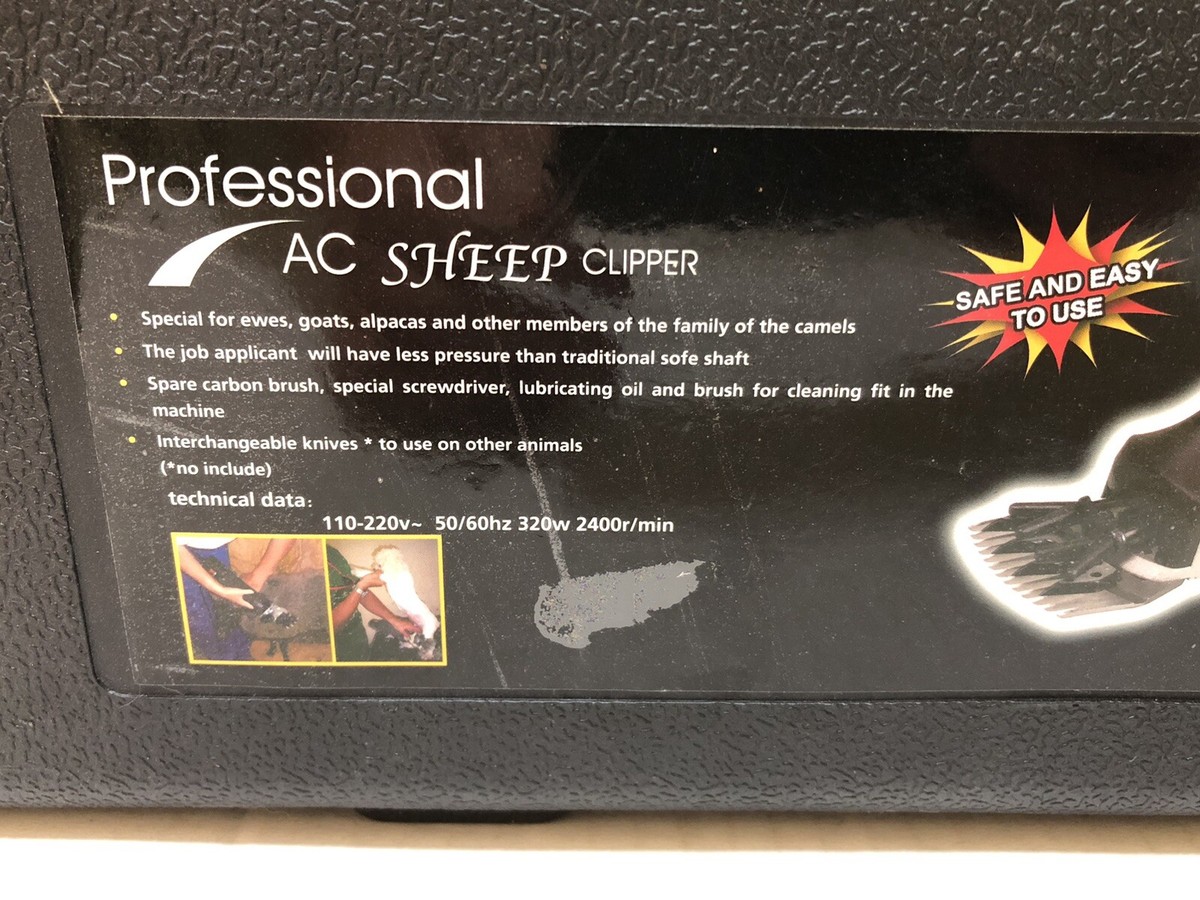 Professional
AC SHEEP CLIPPER
• Special for ewes, goats, alpacas and other members of the family of the camels
• The job applicant will have less pressure than traditional sofe shaft
• Spare carbon brush, special screwdriver, lubricating oil and brush for cleaning fit in the
machine
• Interchangeable knives * to use on other animals
(*no include)
technical data:
110-220v~ 50/60hz 320w 2400r/min
SAFE AND EASY
TO USE